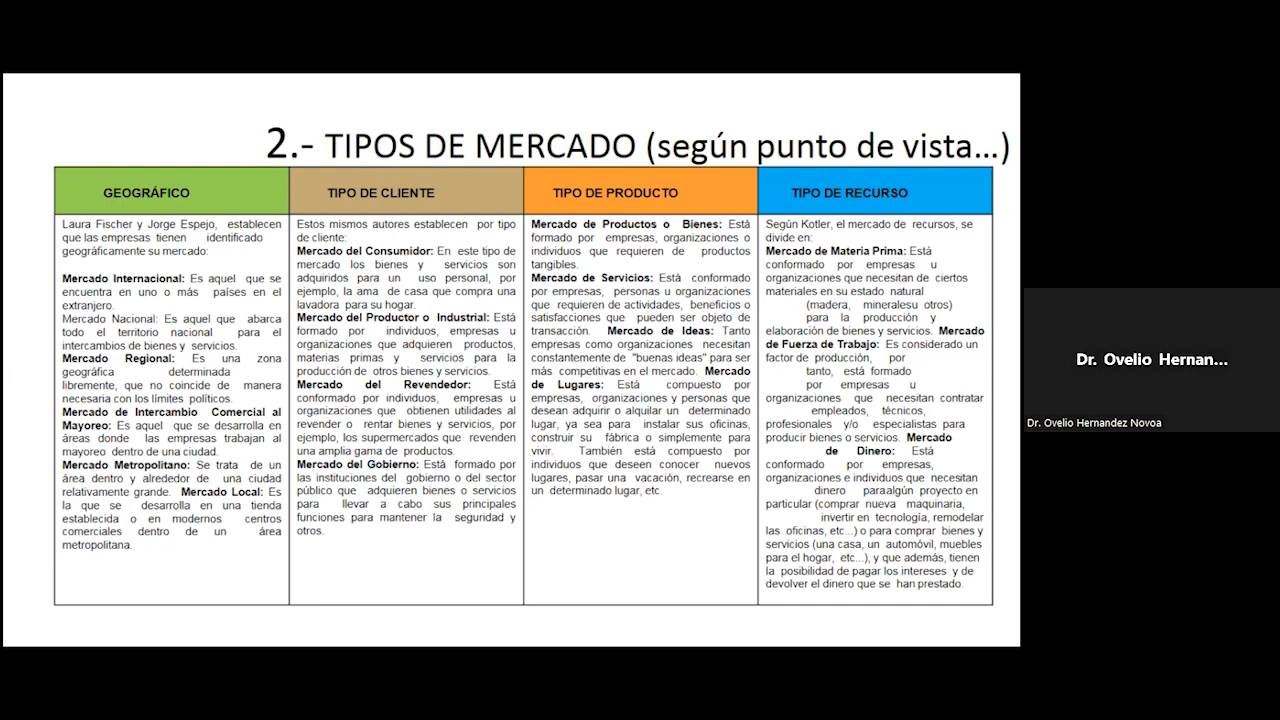 2.- TIPOS DE MERCADO (según punto de vista...)
GEOGRÁFICO
Laura Fischer y Jorge Espejo, establecen
que las empresas tienen identificado
geográficamente su mercado:
Mercado Internacional: Es aquel que se
encuentra en uno o más países en el
extranjero.
Mercado Nacional: Es aquel que abarca
todo el territorio nacional para el
intercambios de bienes y servicios.
Mercado Regional: Es una zona
geográfica determinada
libremente, que no coincide de manera
necesaria con los límites políticos.
Mercado de Intercambio Comercial al
Mayoreo: Es aquel que se desarrolla en
áreas donde las empresas trabajan al
mayoreo dentro de una ciudad.
Mercado Metropolitano: Se trata de un
área dentro y alrededor de una ciudad
relativamente grande. Mercado Local: Es
la que se desarrolla en una tienda
establecida o en modernos centros
comerciales dentro de un área
metropolitana.
TIPO DE CLIENTE
Estos mismos autores establecen por tipo
de cliente:
Mercado del Consumidor: En este tipo de
mercado los bienes y servicios son
adquiridos para un uso personal, por
ejemplo, la ama de casa que compra una
lavadora para su hogar.
Mercado del Productor o Industrial: Está
formado por individuos, empresas u
organizaciones que adquieren productos,
materias primas y servicios para la
producción de otros bienes y servicios.
Mercado del Revendedor: Está
conformado por individuos, empresas u
organizaciones que obtienen utilidades al
revender o rentar bienes y servicios, por
ejemplo, los supermercados que revenden
una amplia gama de productos.
Mercado del Gobierno: Está formado por
las instituciones del gobierno o del sector
público que adquieren bienes o servicios
para llevar a cabo sus principales
funciones para mantener la seguridad y
otros.
TIPO DE PRODUCTO
Mercado de Productos o Bienes: Está
formado por empresas, organizaciones o
individuos que requieren de productos
tangibles.
Mercado de Servicios: Está conformado
por empresas, personas u organizaciones
que requieren de actividades, beneficios o
satisfacciones que pueden ser objeto de
transacción. Mercado de Ideas: Tanto
empresas como organizaciones necesitan
constantemente de "buenas ideas" para ser
más competitivas en el mercado. Mercado
de Lugares: Está compuesto por
empresas, organizaciones y personas que
desean adquirir o alquilar un determinado
lugar, ya sea para instalar sus oficinas,
construir su fábrica o simplemente para
vivir. También está compuesto por
individuos que deseen conocer nuevos
lugares, pasar una vacación, recrearse en
un determinado lugar, etc.
TIPO DE RECURSO
Según Kotler, el mercado de recursos, se
divide en:
Mercado de Materia Prima: Está
conformado por empresas u
organizaciones que necesitan de ciertos
materiales en su estado natural
(madera, mineralesu otros)
para la producción y
elaboración de bienes y servicios. Mercado
de Fuerza de Trabajo: Es considerado un
factor de producción, por
tanto, está formado
por empresas u
organizaciones que necesitan contratar
empleados, técnicos,
profesionales y/o especialistas para
producir bienes o servicios. Mercado
de Dinero: Está
conformado por empresas,
organizaciones e individuos que necesitan
dinero paraalgún proyecto en
particular (comprar nueva maquinaria,
invertir en tecnología, remodelar
las oficinas, etc...) o para comprar bienes y
servicios (una casa, un automóvil, muebles
para el hogar, etc...), y que además, tienen
la posibilidad de pagar los intereses y de
devolver el dinero que se han prestado.
Dr. Ovelio Hernan...
Dr. Ovelio Hernandez Novoa